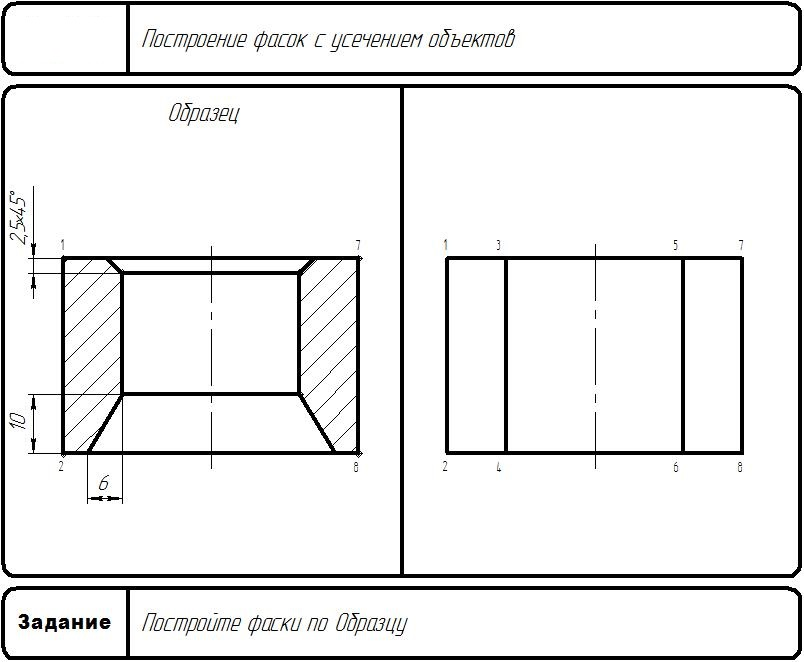 Построение фасок с усечением объектов
Образец
2,5x45°
1
7
10
2
8
6
1
3
5
7
2
4
6
8
Задание
Постройте фаски по Образцу